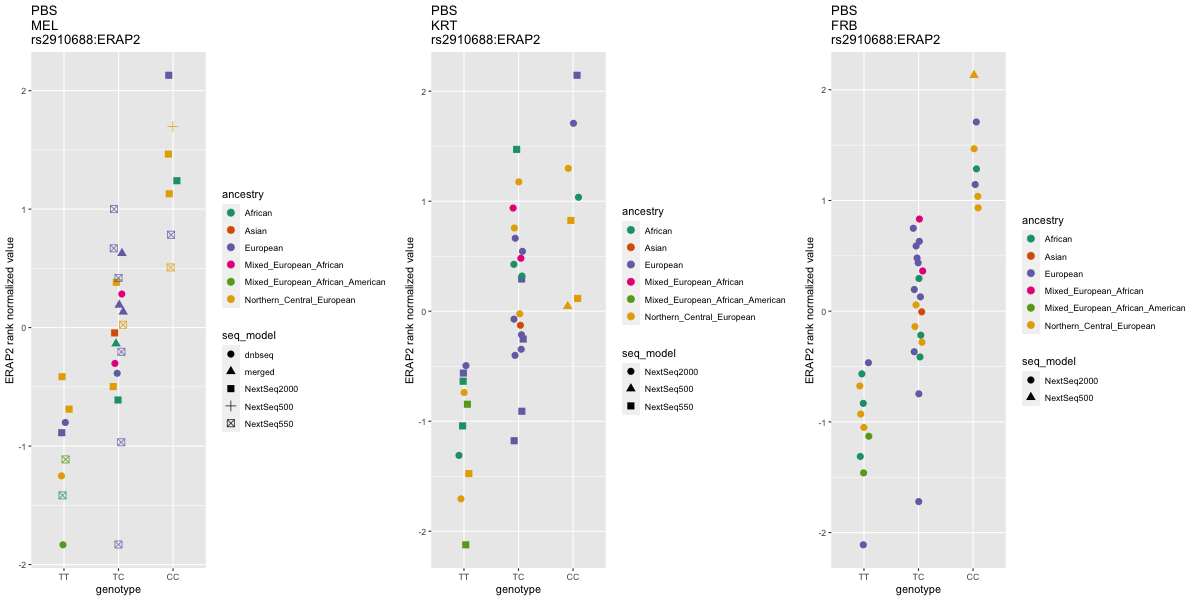 PBS
MEL
rs2910688:ERAP2
ERAP2 rank normalized value
2
1
0
-1
-2
TT
TC
CC
genotype
ancestry
African
Asian
European
Mixed_European_African
Mixed_European_African_American
Northern_Central_European
seq_model
dnbseq
merged
NextSeq2000
NextSeq500
NextSeq550
PBS
KRT
rs2910688:ERAP2
ERAP2 rank normalized value
2
1
0
-1
-2
TT
TC
CC
genotype
ancestry
African
Asian
European
Mixed_European_African
Mixed_European_African_American
Northern_Central_European
seq_model
NextSeq2000
NextSeq500
NextSeq550
PBS
FRB
rs2910688:ERAP2
ERAP2 rank normalized value
2
1
0
-1
-2
TT
TC
CC
genotype
ancestry
African
Asian
European
Mixed_European_African
Mixed_European_African_American
Northern_Central_European
seq_model
NextSeq2000
NextSeq500